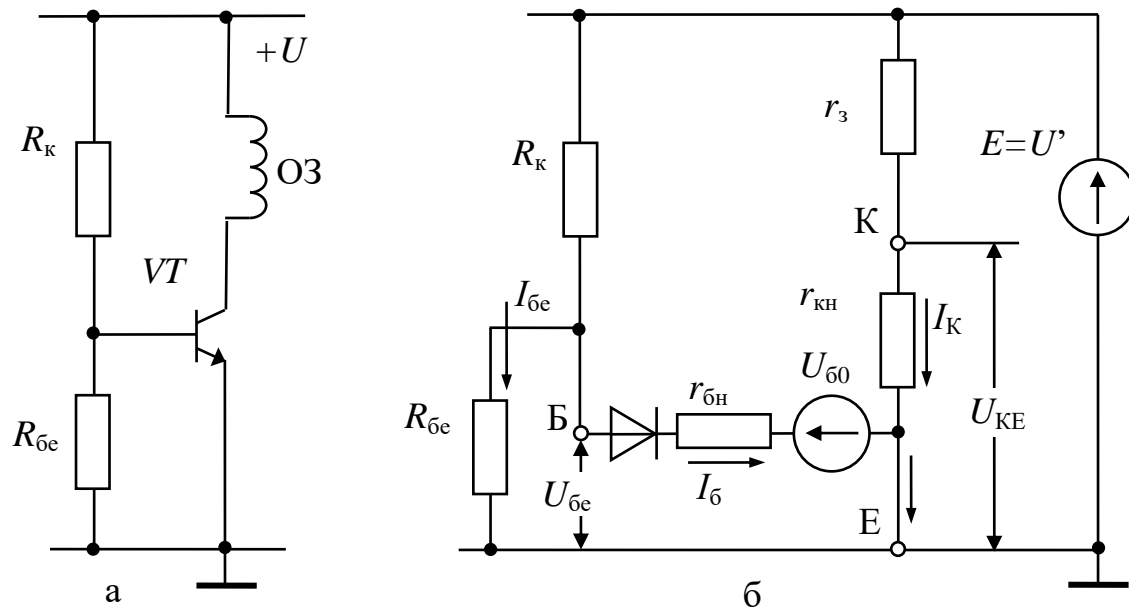 +U
Rк
ОЗ
VT
Rбе
а
rз
Rк
E=U’
К
Iбе
rкн
IК
Uб0
rбн
UКЕ
Rбе
Б
Iб
Uбе
Е
б